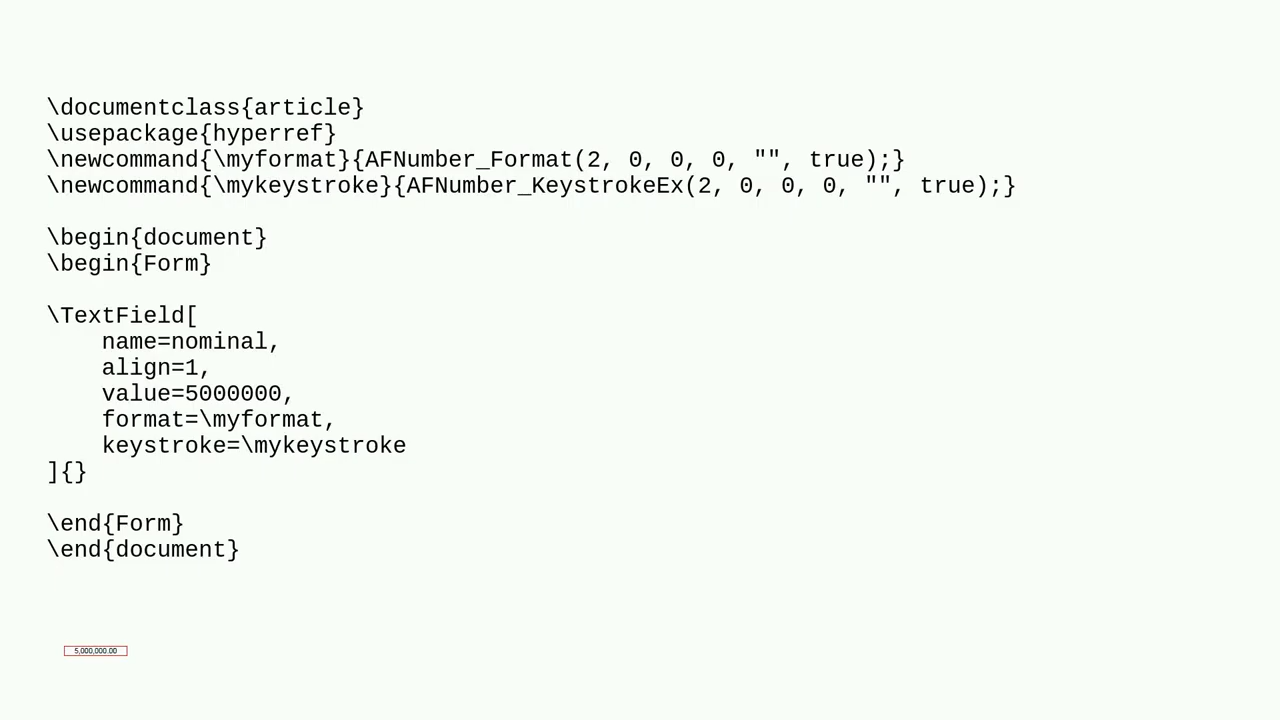 \documentclass{article}
\usepackage{hyperref}
\newcommand{\myformat}{AFNumber_Format(2, 0, 0, 0, "", true);}
\newcommand{\mykeystroke}{AFNumber_KeystrokeEx(2, 0, 0, 0, "", true);}
\begin{document}
\begin{Form}
\TextField[
    name=nominal,
    align=1,
    value=5000000,
    format=\myformat,
    keystroke=\mykeystroke
]{}
\end{Form}
\end{document}
5,000,000.00